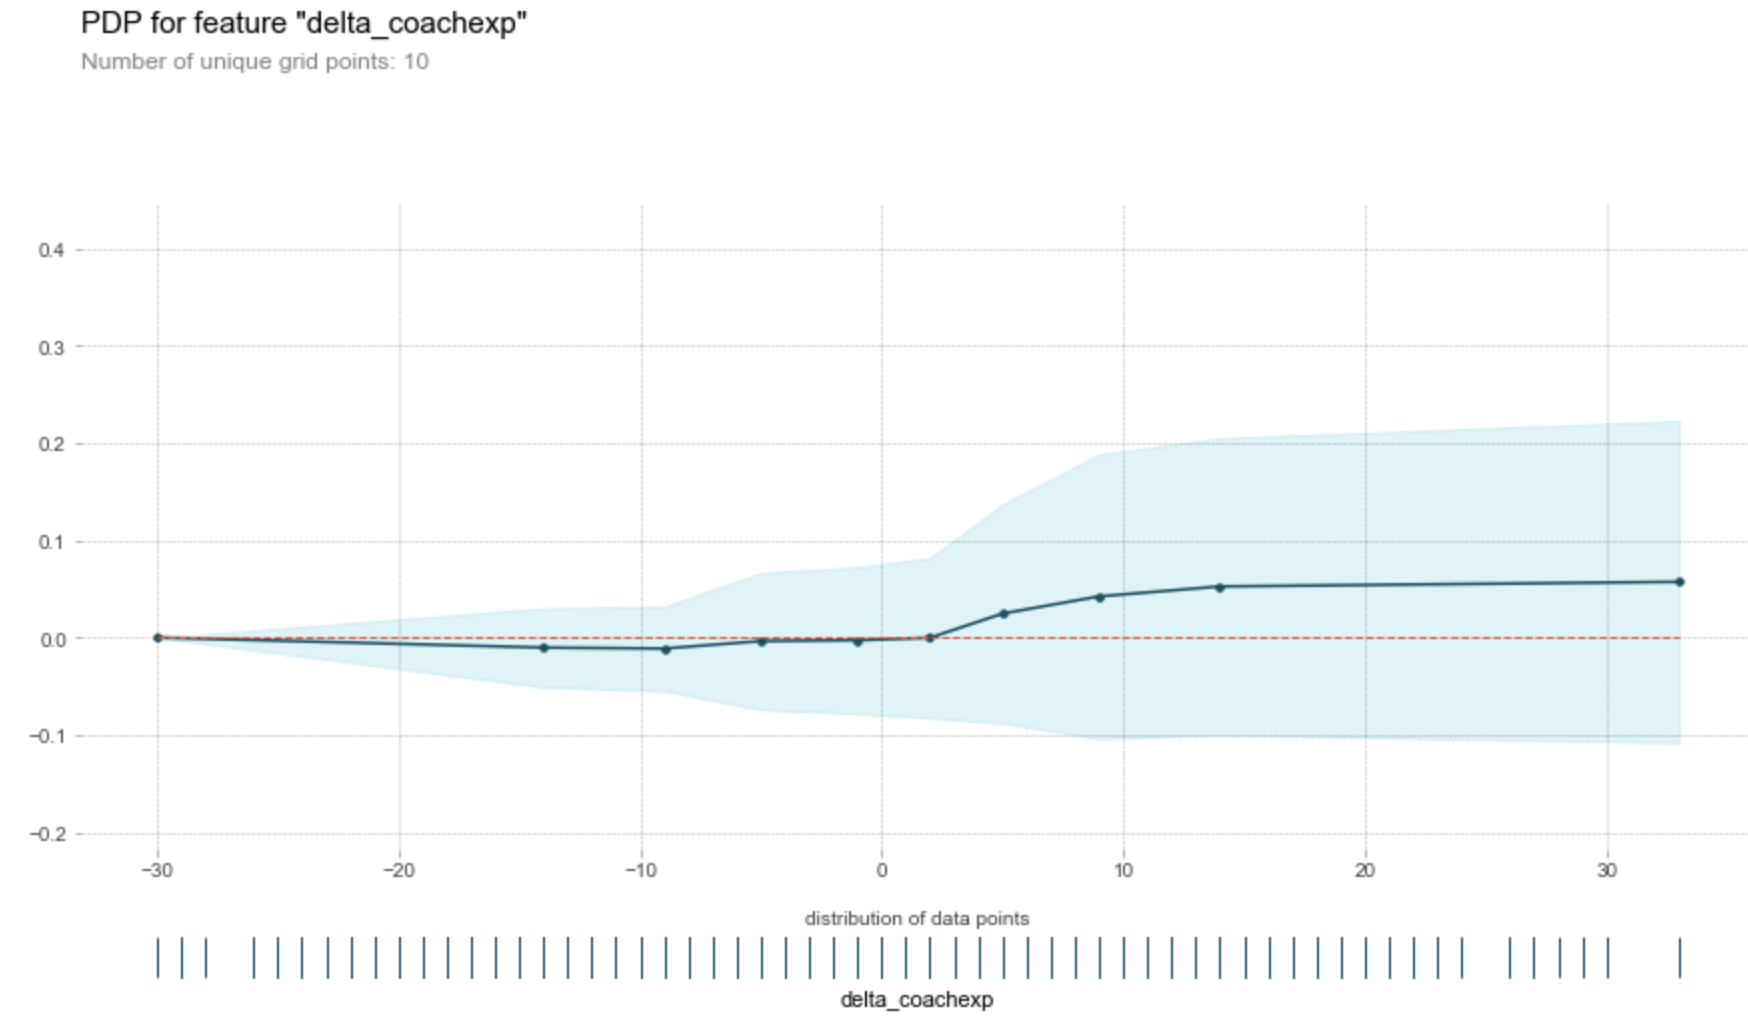 PDP for feature "delta_coachexp"
Number of unique grid points: 10
0.4
0.3
0.2
0.1
0.0
−0.1
−0.2
−30 −20 −10 0 10 20 30
distribution of data points
delta_coachexp